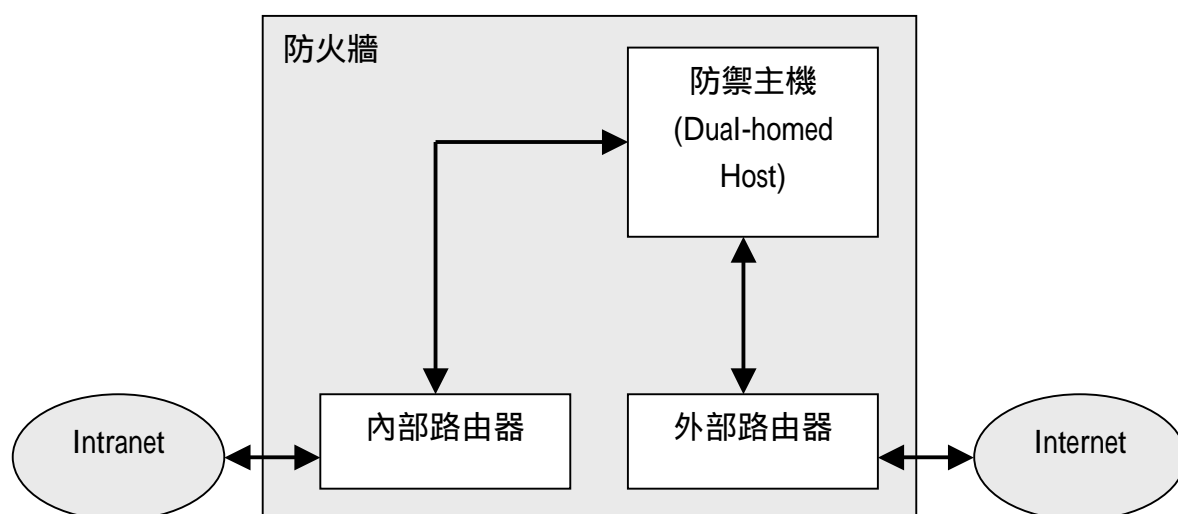 防火牆
防禦主機
(Dual-homed
Host)
Intranet
內部路由器
外部路由器
Internet